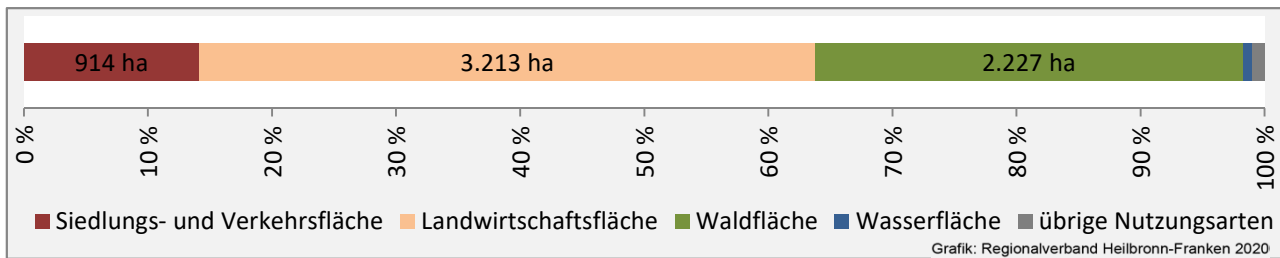 914 ha 3.213 ha 2.227 ha
0 % 10 % 20 % 30 % 40 % 50 % 60 % 70 % 80 % 90 % 100 %
Siedlungs- und Verkehrsfläche Landwirtschaftsfläche Waldfläche Wasserfläche übrige Nutzungsarten
Grafik: Regionalverband Heilbronn-Franken 2020